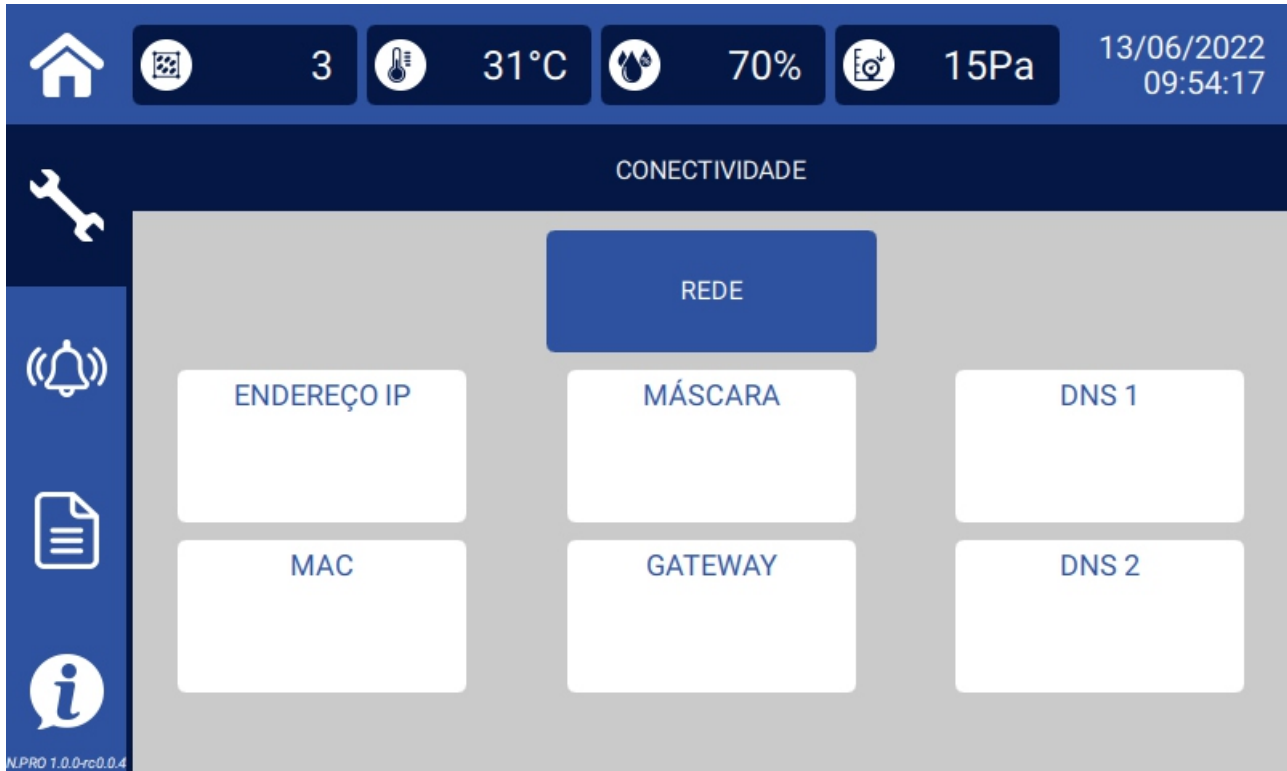 3
31°C
70%
15Pa
13/06/2022
09:54:17
CONECTIVIDADE
REDE
ENDEREÇO IP
MÁSCARA
DNS 1
MAC
GATEWAY
DNS 2
N.PRO 1.0.0-rc0.0.4